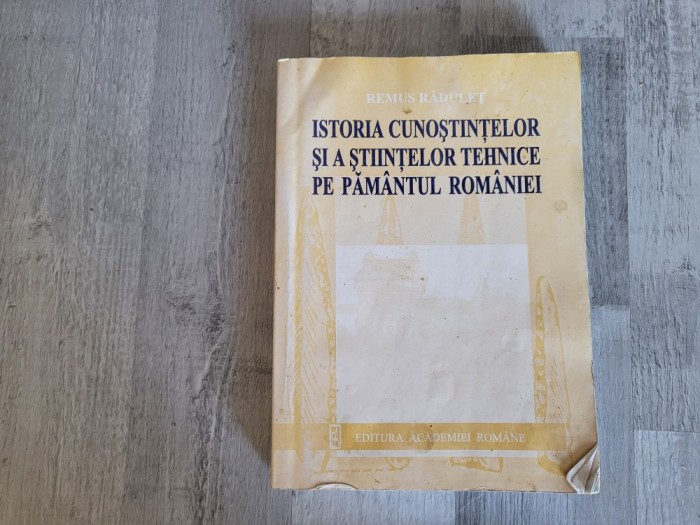 REMUS RĂDULEȚ
ISTORIA CUNOȘTINȚELOR
ȘI A ȘTIINȚELOR TEHNICE
PE PĂMÂNTUL ROMÂNIEI
EDITURA ACADEMIEI ROMÂNE